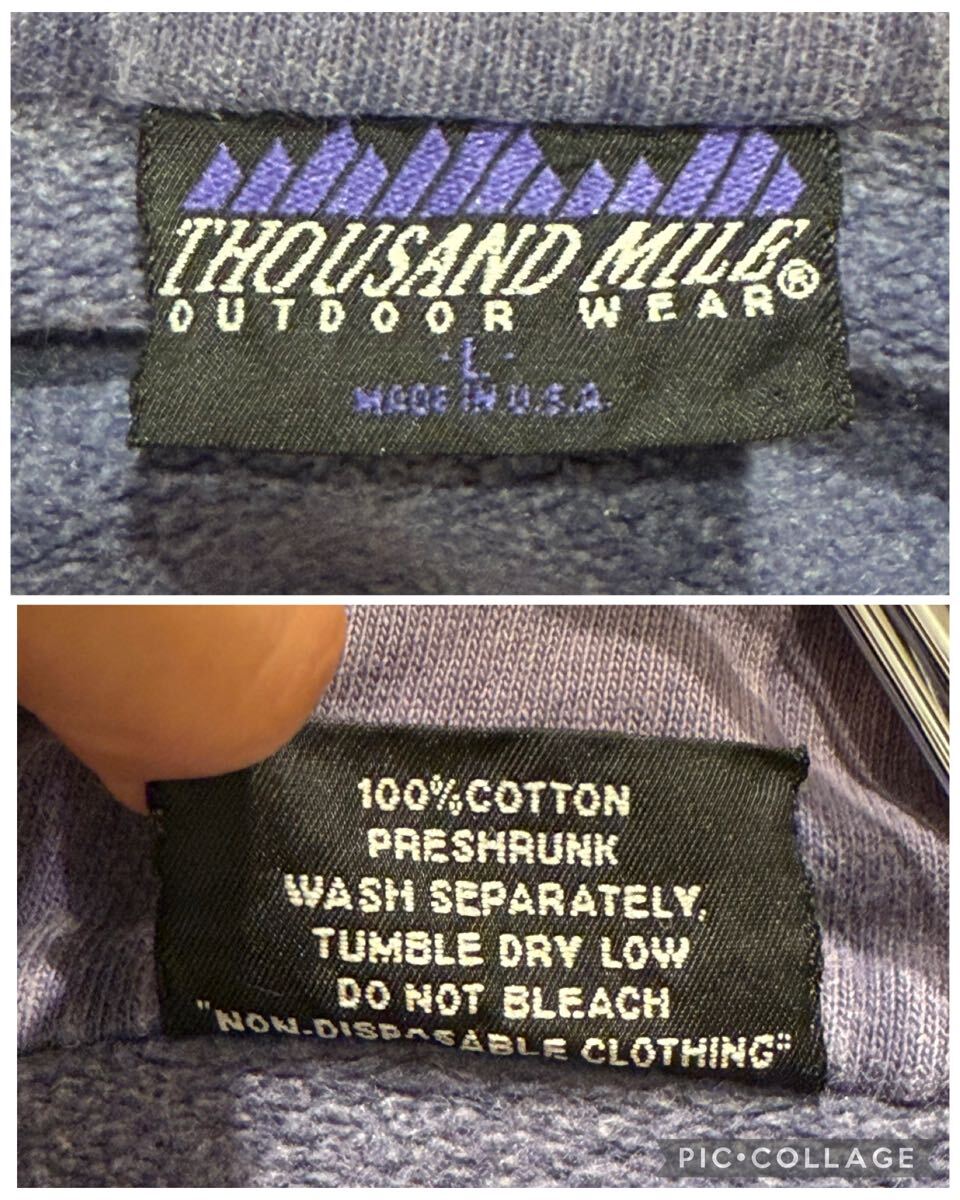 THOUSAND MILE®
OUTDOOR WEAR
- L -
MADE IN U.S.A.
100% COTTON
PRESHRUNK
WASH SEPARATELY,
TUMBLE DRY LOW
DO NOT BLEACH
"NON-DISPOSABLE CLOTHING"
PIC•COLLAGE